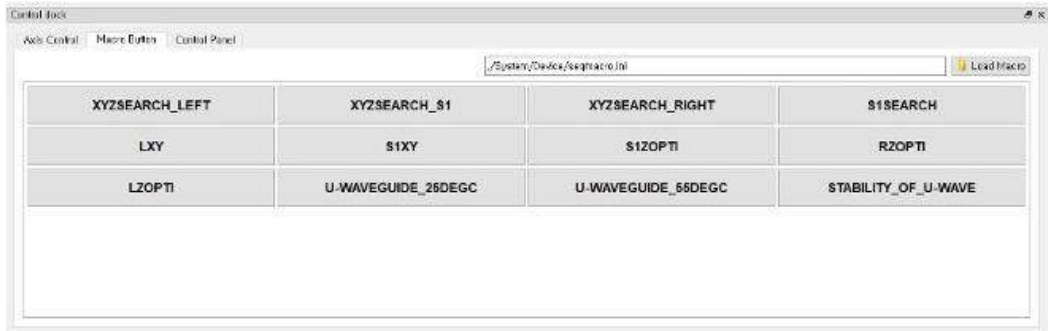 Control dock
Axis Control Macro Button Control Panel
./System/Device/seqmacro.ini Load Macro
XYZSEARCH_LEFT XYZSEARCH_S1 XYZSEARCH_RIGHT S1SEARCH
LXY S1XY S1ZOPTI RZOPTI
LZOPTI U-WAVEGUIDE_25DEGC U-WAVEGUIDE_55DEGC STABILITY_OF_U-WAVE